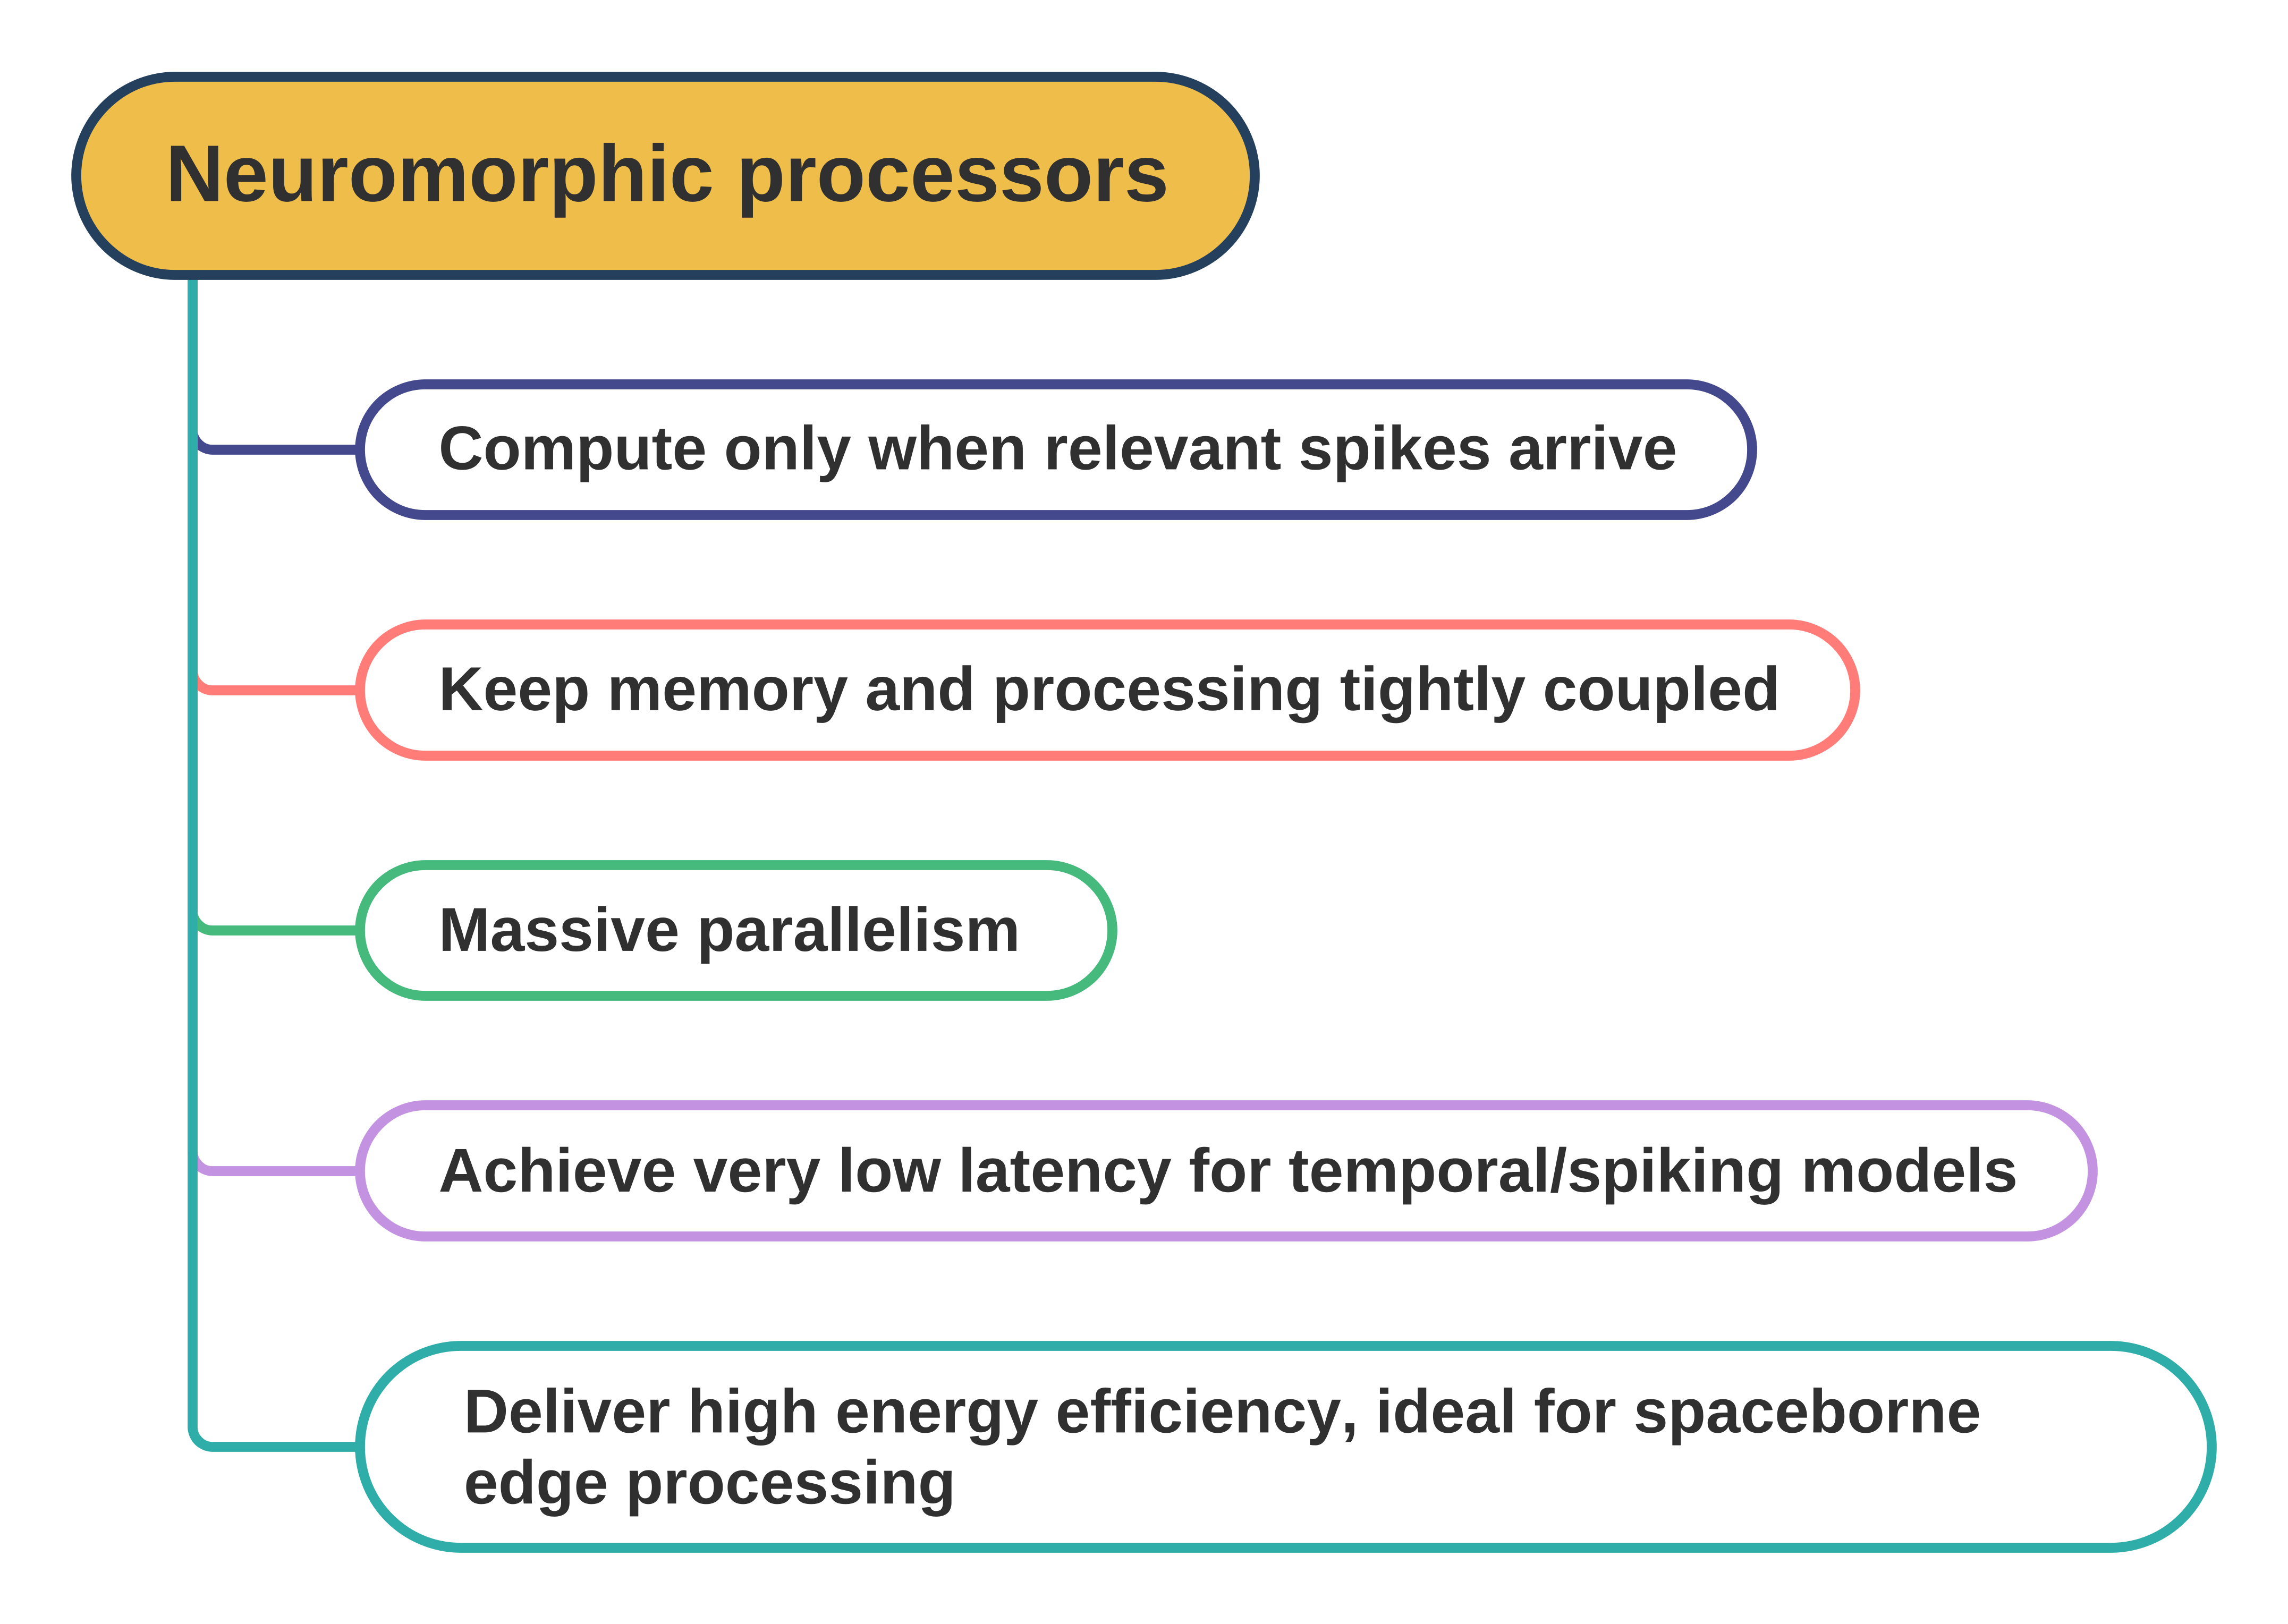 Neuromorphic processors
Compute only when relevant spikes arrive
Keep memory and processing tightly coupled
Massive parallelism
Achieve very low latency for temporal/spiking models
Deliver high energy efficiency, ideal for spaceborne
edge processing